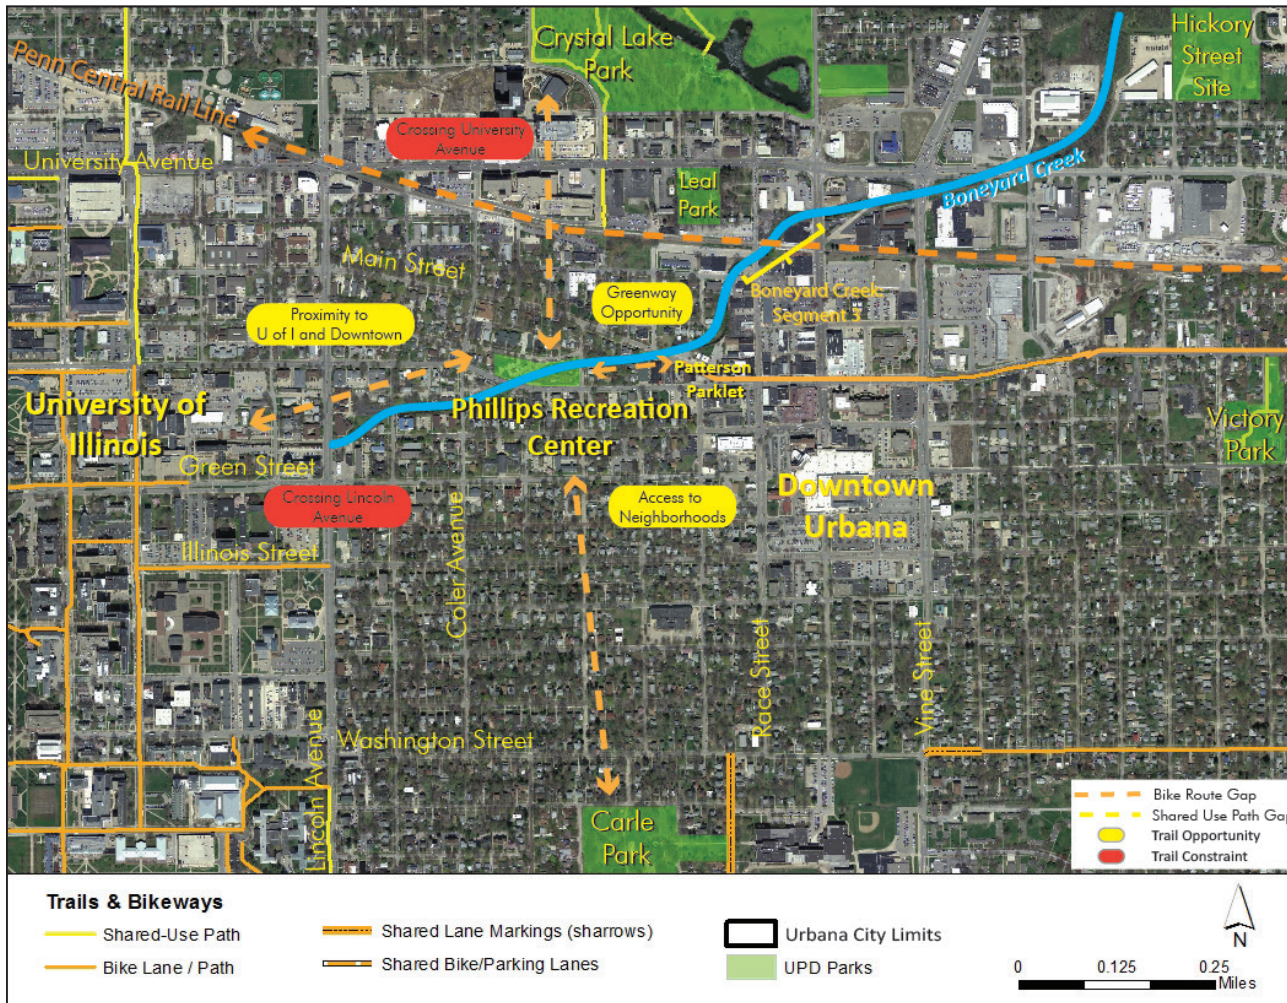 Crystal Lake
Park
Hickory
Street
Site
Penn Central Rail Line
Crossing University
Avenue
University Avenue
Leal
Park
Boneyard Creek
Main Street
Greenway
Opportunity
Boneyard Creek:
Segment 3
Proximity to
U of I and Downtown
Patterson
Parklet
University of
Illinois
Phillips Recreation
Center
Victory
Park
Green Street
Downtown
Urbana
Crossing Lincoln
Avenue
Access to
Neighborhoods
Illinois Street
Coler Avenue
Race Street
Vine Street
Lincoln Avenue
Washington Street
Carle
Park
Bike Route Gap
Shared Use Path Gap
Trail Opportunity
Trail Constraint
Trails & Bikeways
Shared-Use Path
Bike Lane / Path
Shared Lane Markings (sharrows)
Shared Bike/Parking Lanes
Urbana City Limits
UPD Parks
N
0 0.125 0.25
Miles